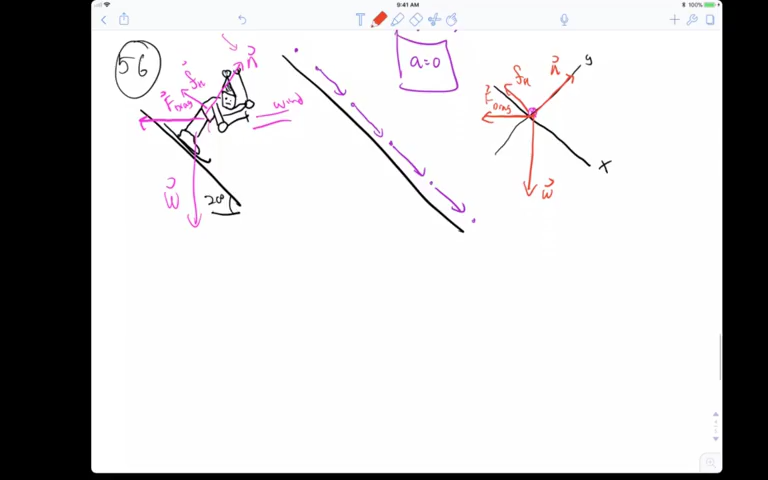 9:41 AM
100%
T
56
n
f_k
F_Drag
wind
w
20°
a=0
y
n
f_k
F_Drag
x
w